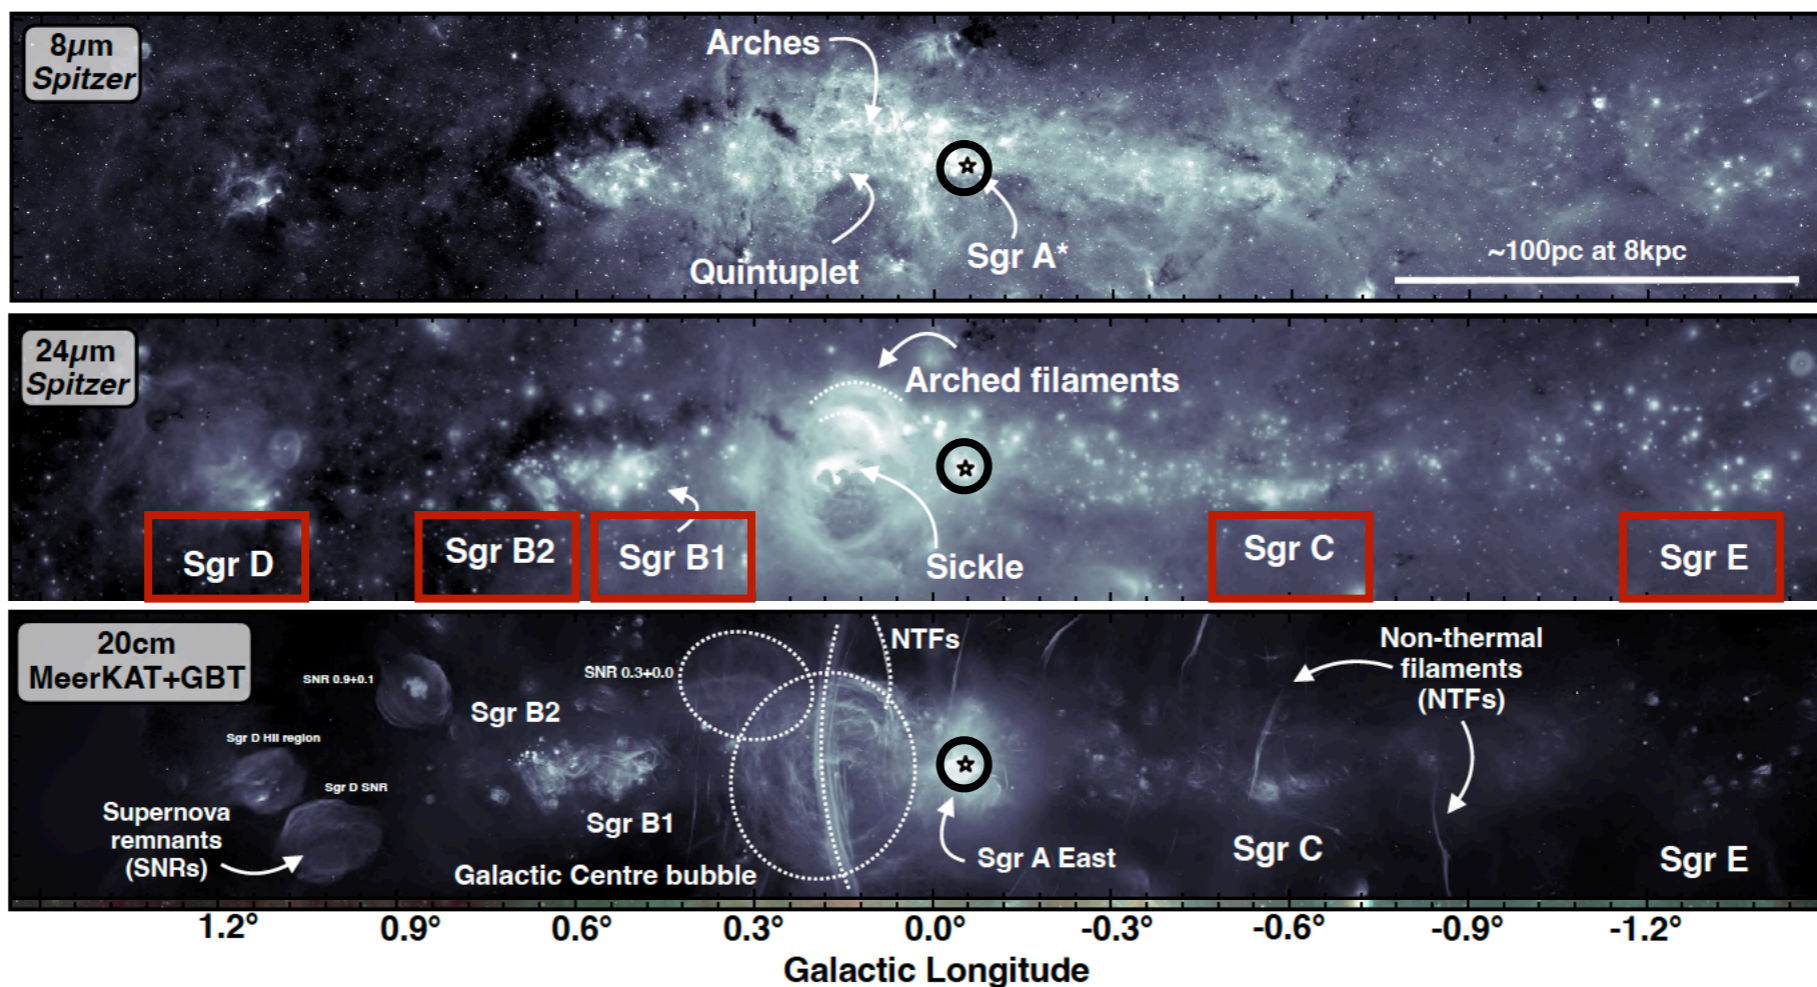 8μm
Spitzer
Arches
Quintuplet
Sgr A*
~100pc at 8kpc
24μm
Spitzer
Arched filaments
Sgr D
Sgr B2
Sgr B1
Sickle
Sgr C
Sgr E
20cm
MeerKAT+GBT
SNR 0.9+0.1
Sgr B2
SNR 0.3+0.0
NTFs
Non-thermal
filaments
(NTFs)
Sgr D HII region
Sgr D SNR
Supernova
remnants
(SNRs)
Sgr B1
Galactic Centre bubble
Sgr A East
Sgr C
Sgr E
1.2° 0.9° 0.6° 0.3° 0.0° -0.3° -0.6° -0.9° -1.2°
Galactic Longitude